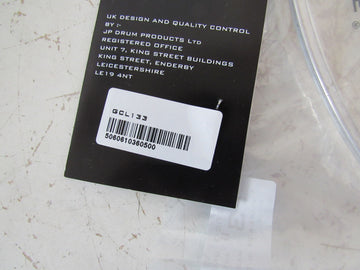 UK DESIGN AND QUALITY CONTROL
BY :-
JP DRUM PRODUCTS LTD
REGISTERED OFFICE
UNIT 7, KING STREET BUILDINGS
KING STREET, ENDERBY
LEICESTERSHIRE
LE19 4NT
GCL133
5060610360500